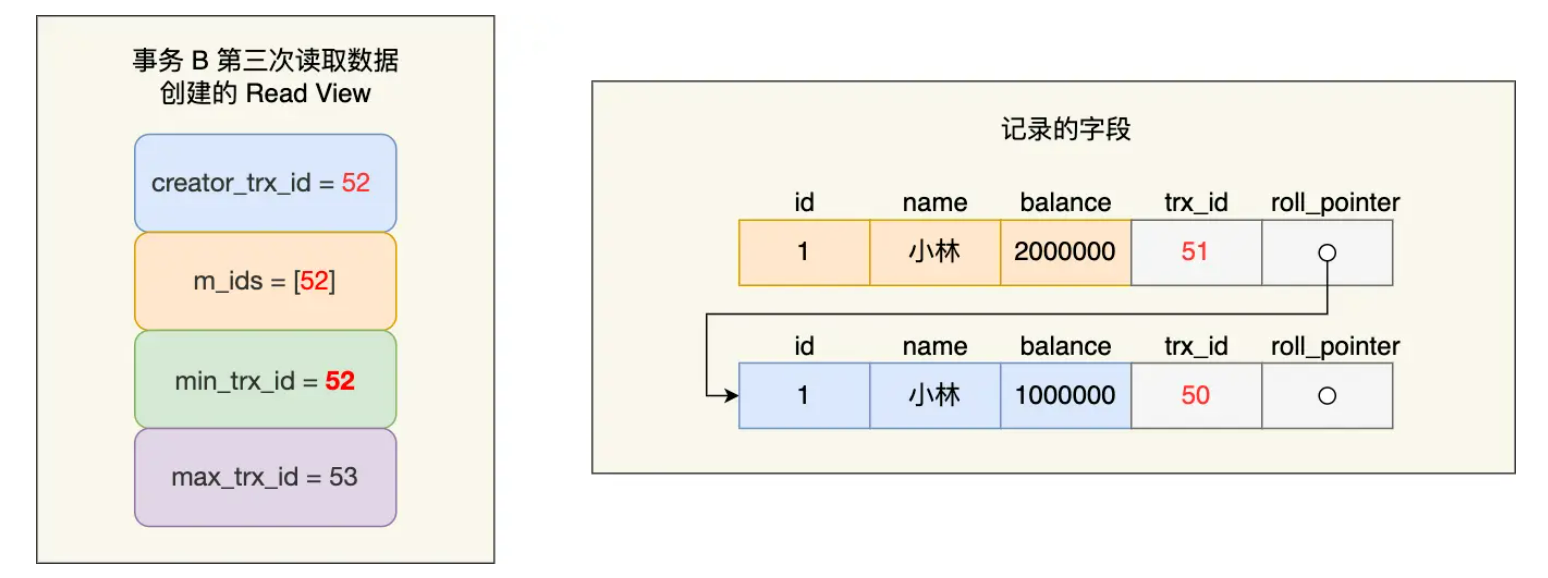 事务 B 第三次读取数据
创建的 Read View
creator_trx_id = 52
m_ids = [52]
min_trx_id = 52
max_trx_id = 53
记录的字段
id name balance trx_id roll_pointer
1 小林 2000000 51
id name balance trx_id roll_pointer
1 小林 1000000 50